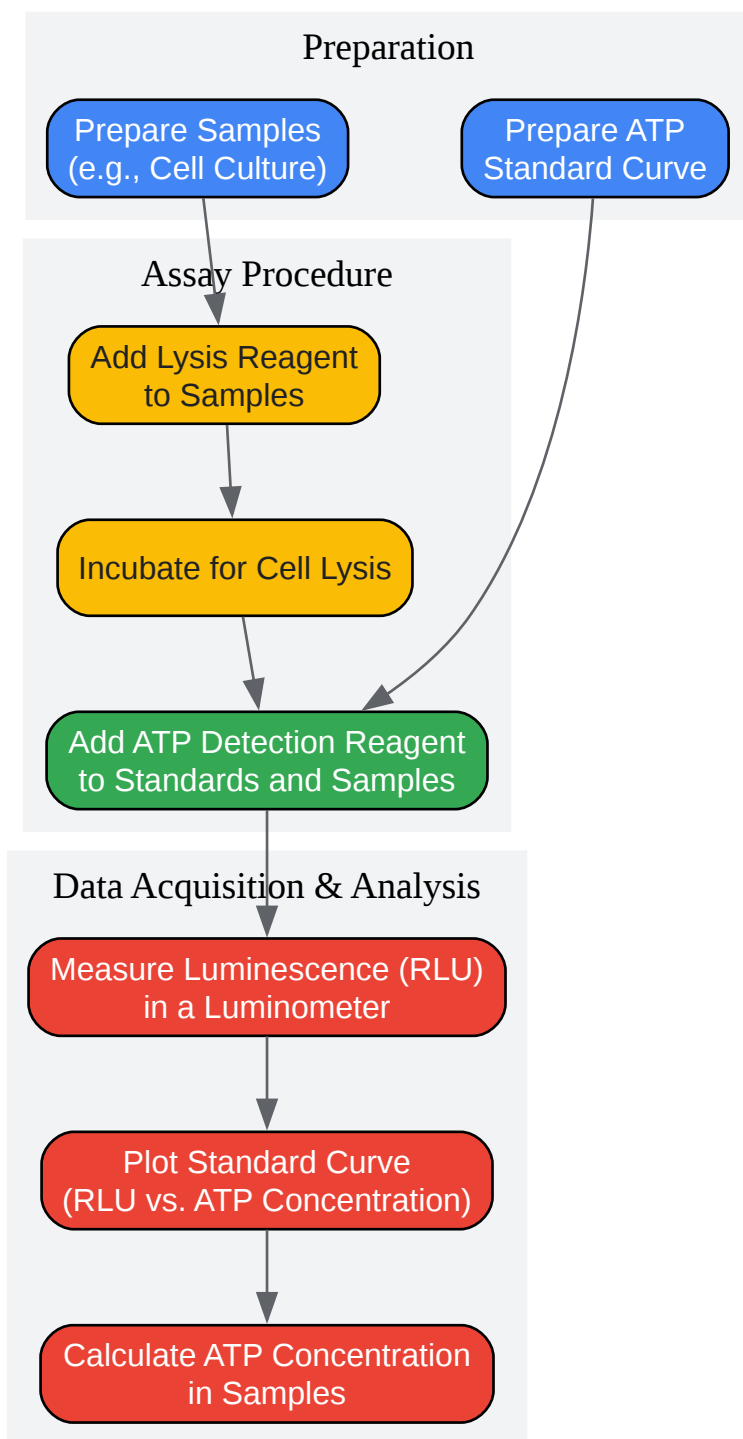 Preparation
Prepare Samples
(e.g., Cell Culture)
Prepare ATP
Standard Curve
Assay Procedure
Add Lysis Reagent
to Samples
Incubate for Cell Lysis
Add ATP Detection Reagent
to Standards and Samples
Data Acquisition & Analysis
Measure Luminescence (RLU)
in a Luminometer
Plot Standard Curve
(RLU vs. ATP Concentration)
Calculate ATP Concentration
in Samples